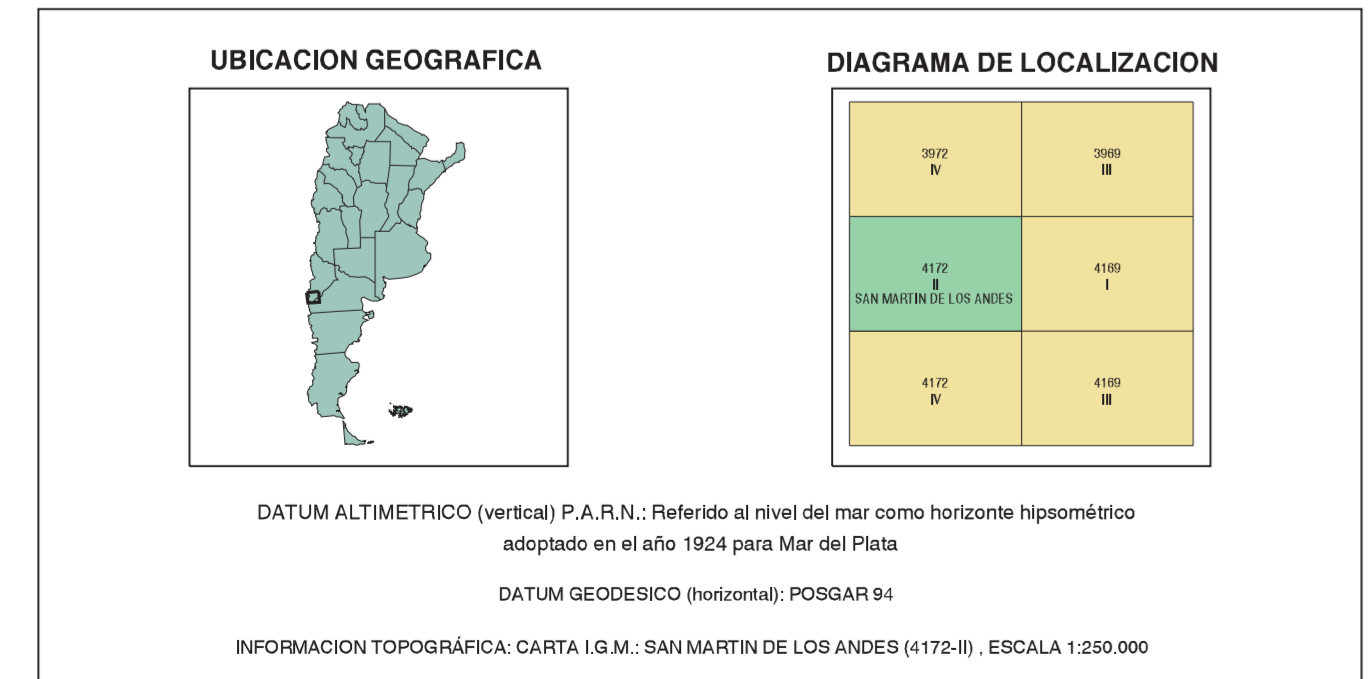 UBICACION GEOGRAFICA
DIAGRAMA DE LOCALIZACION
3972
IV
3969
III
4172
II
SAN MARTIN DE LOS ANDES
4169
I
4172
IV
4169
III
DATUM ALTIMETRICO (vertical) P.A.R.N.: Referido al nivel del mar como horizonte hipsométrico
adoptado en el año 1924 para Mar del Plata
DATUM GEODESICO (horizontal): POSGAR 94
INFORMACION TOPOGRÁFICA: CARTA I.G.M.: SAN MARTIN DE LOS ANDES (4172-II) , ESCALA 1:250.000